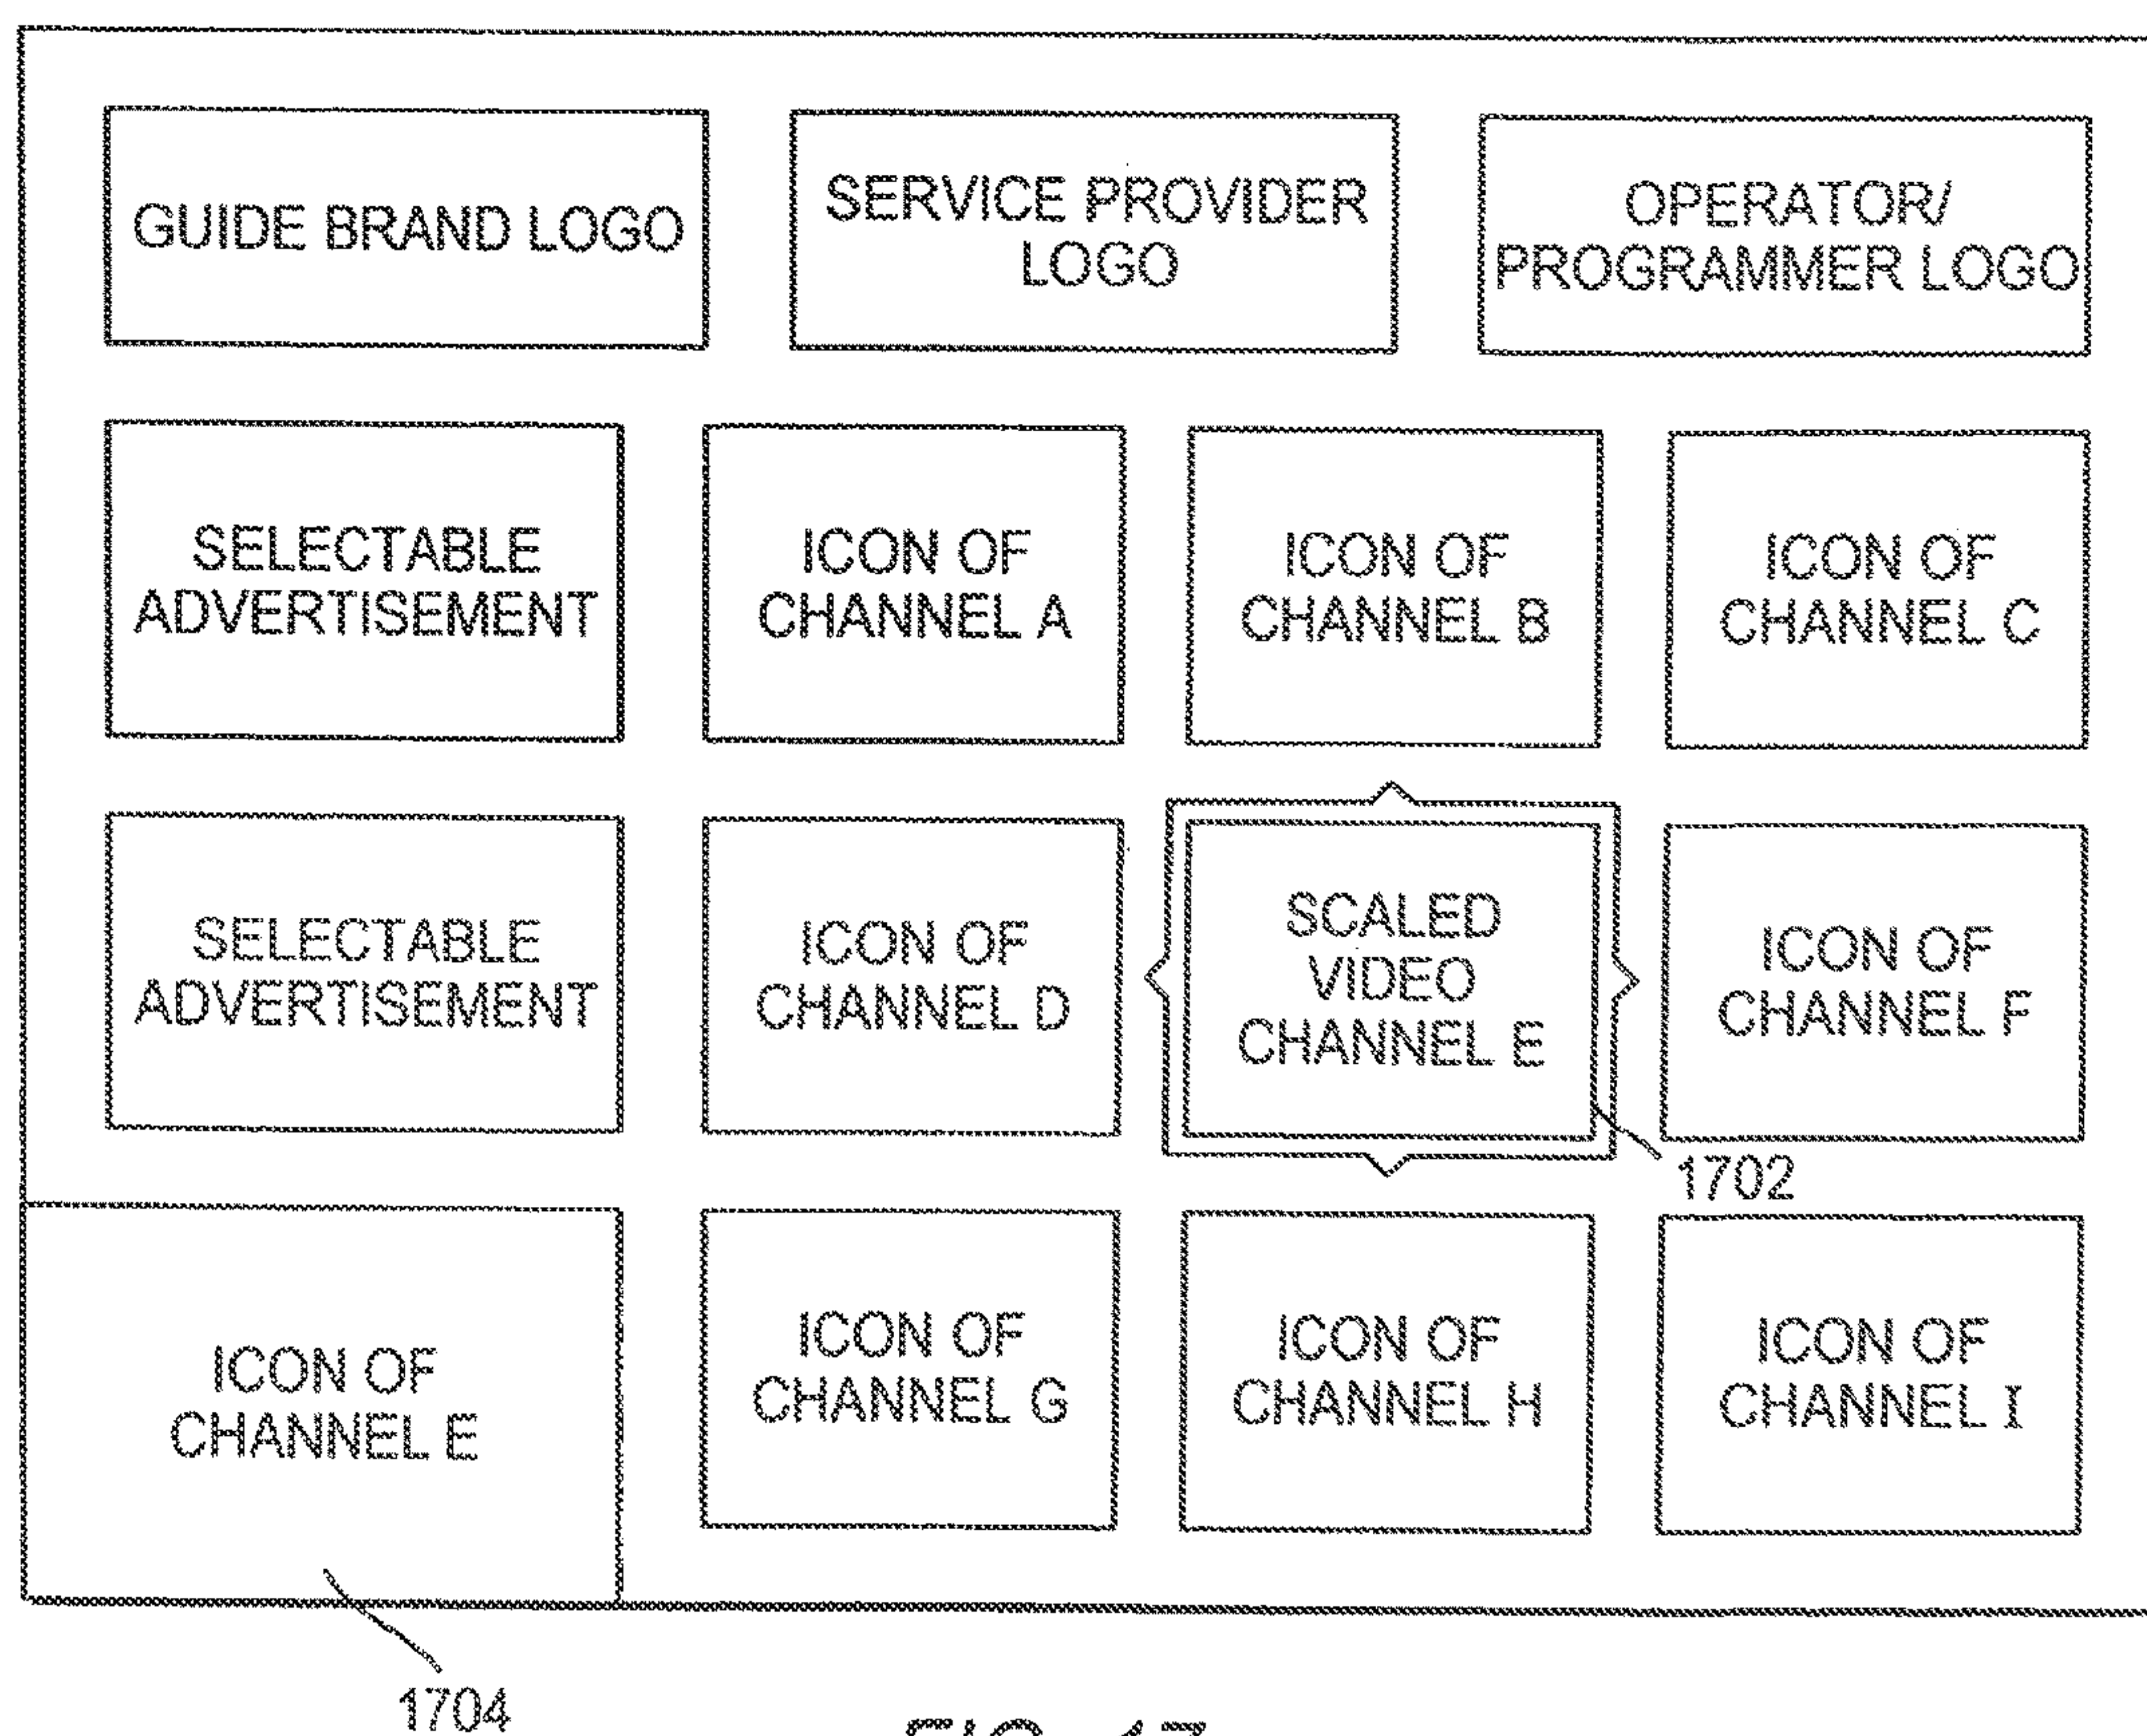 GUIDE BRAND LOGO
SERVICE PROVIDER
LOGO
OPERATOR/
PROGRAMMER LOGO
SELECTABLE
ADVERTISEMENT
ICON OF
CHANNEL A
ICON OF
CHANNEL B
ICON OF
CHANNEL C
SELECTABLE
ADVERTISEMENT
ICON OF
CHANNEL D
SCALED
VIDEO
CHANNEL E
ICON OF
CHANNEL F
1702
ICON OF
CHANNEL E
ICON OF
CHANNEL G
ICON OF
CHANNEL H
ICON OF
CHANNEL I
1704
FIG. 17